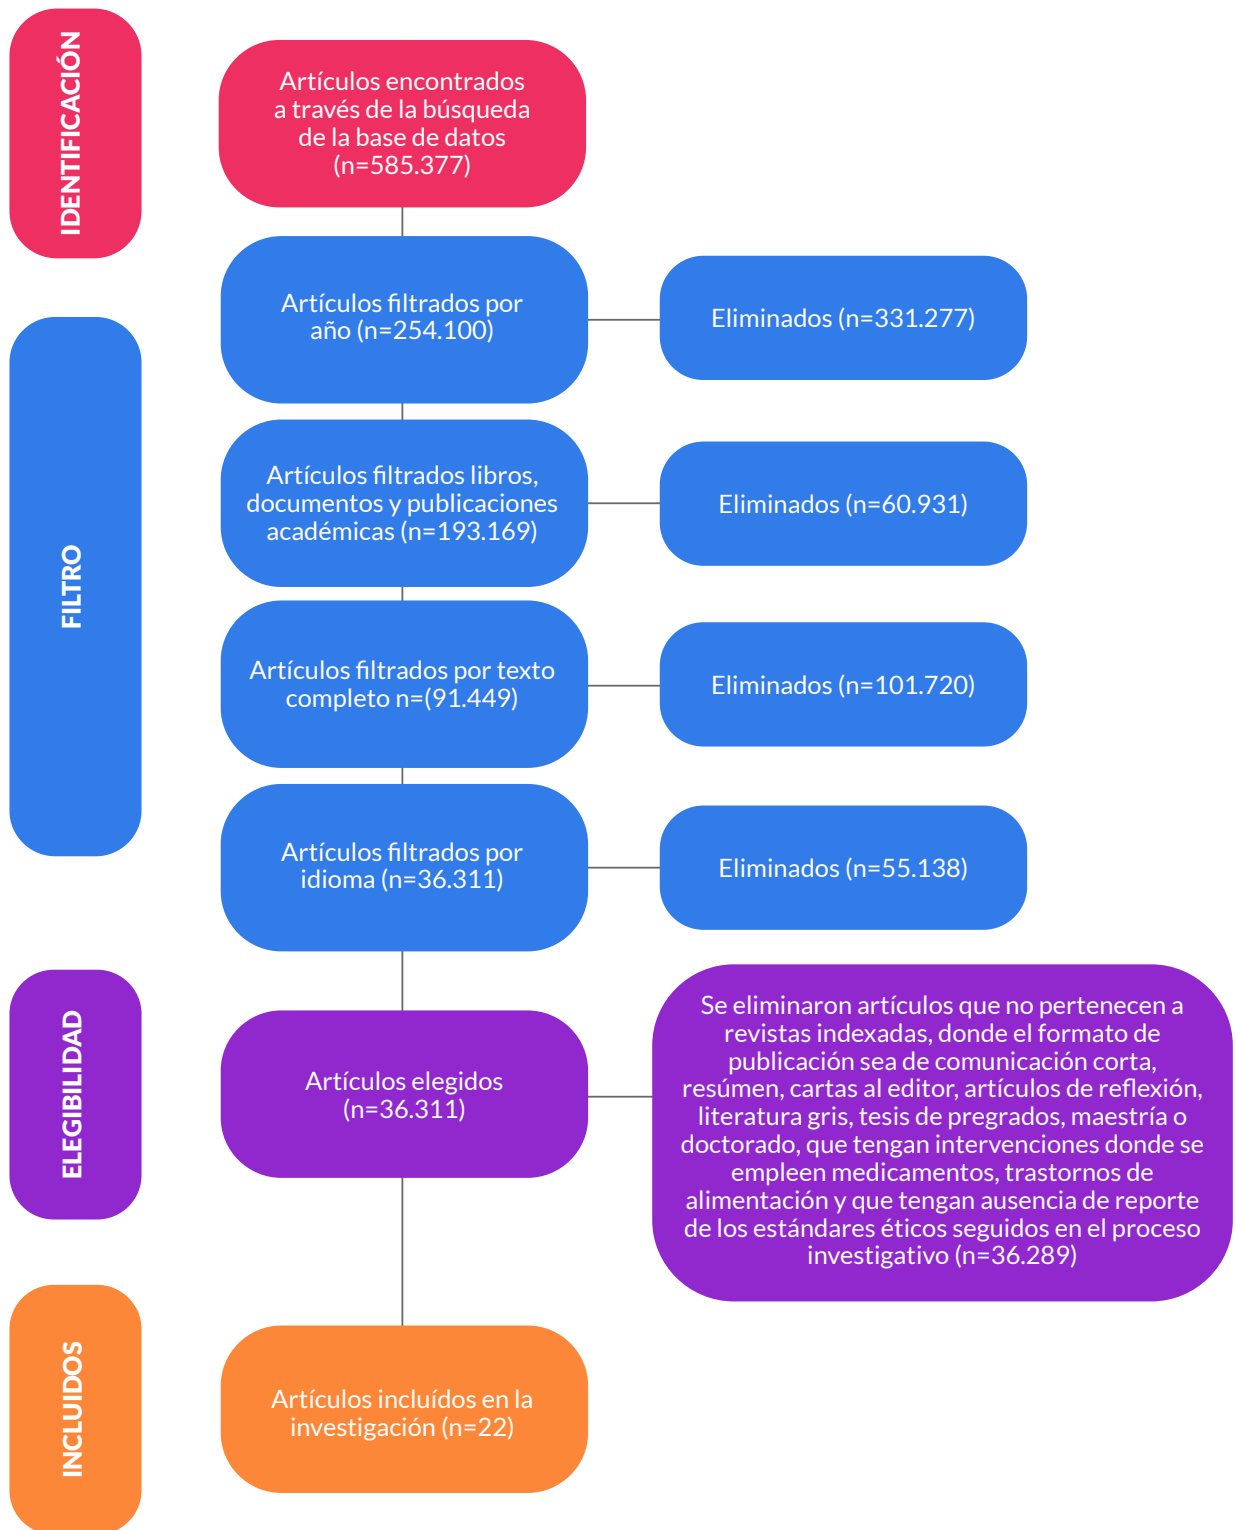 IDENTIFICACIÓN
Artículos encontrados
a través de la búsqueda
de la base de datos
(n=585.377)
FILTRO
Artículos filtrados por
año (n=254.100)
Eliminados (n=331.277)
Artículos filtrados libros,
documentos y publicaciones
académicas (n=193.169)
Eliminados (n=60.931)
Artículos filtrados por texto
completo n=(91.449)
Eliminados (n=101.720)
Artículos filtrados por
idioma (n=36.311)
Eliminados (n=55.138)
ELEGIBILIDAD
Artículos elegidos
(n=36.311)
Se eliminaron artículos que no pertenecen a
revistas indexadas, donde el formato de
publicación sea de comunicación corta,
resúmen, cartas al editor, artículos de reflexión,
literatura gris, tesis de pregrados, maestría o
doctorado, que tengan intervenciones donde se
empleen medicamentos, trastornos de
alimentación y que tengan ausencia de reporte
de los estándares éticos seguidos en el proceso
investigativo (n=36.289)
INCLUIDOS
Artículos incluídos en la
investigación (n=22)